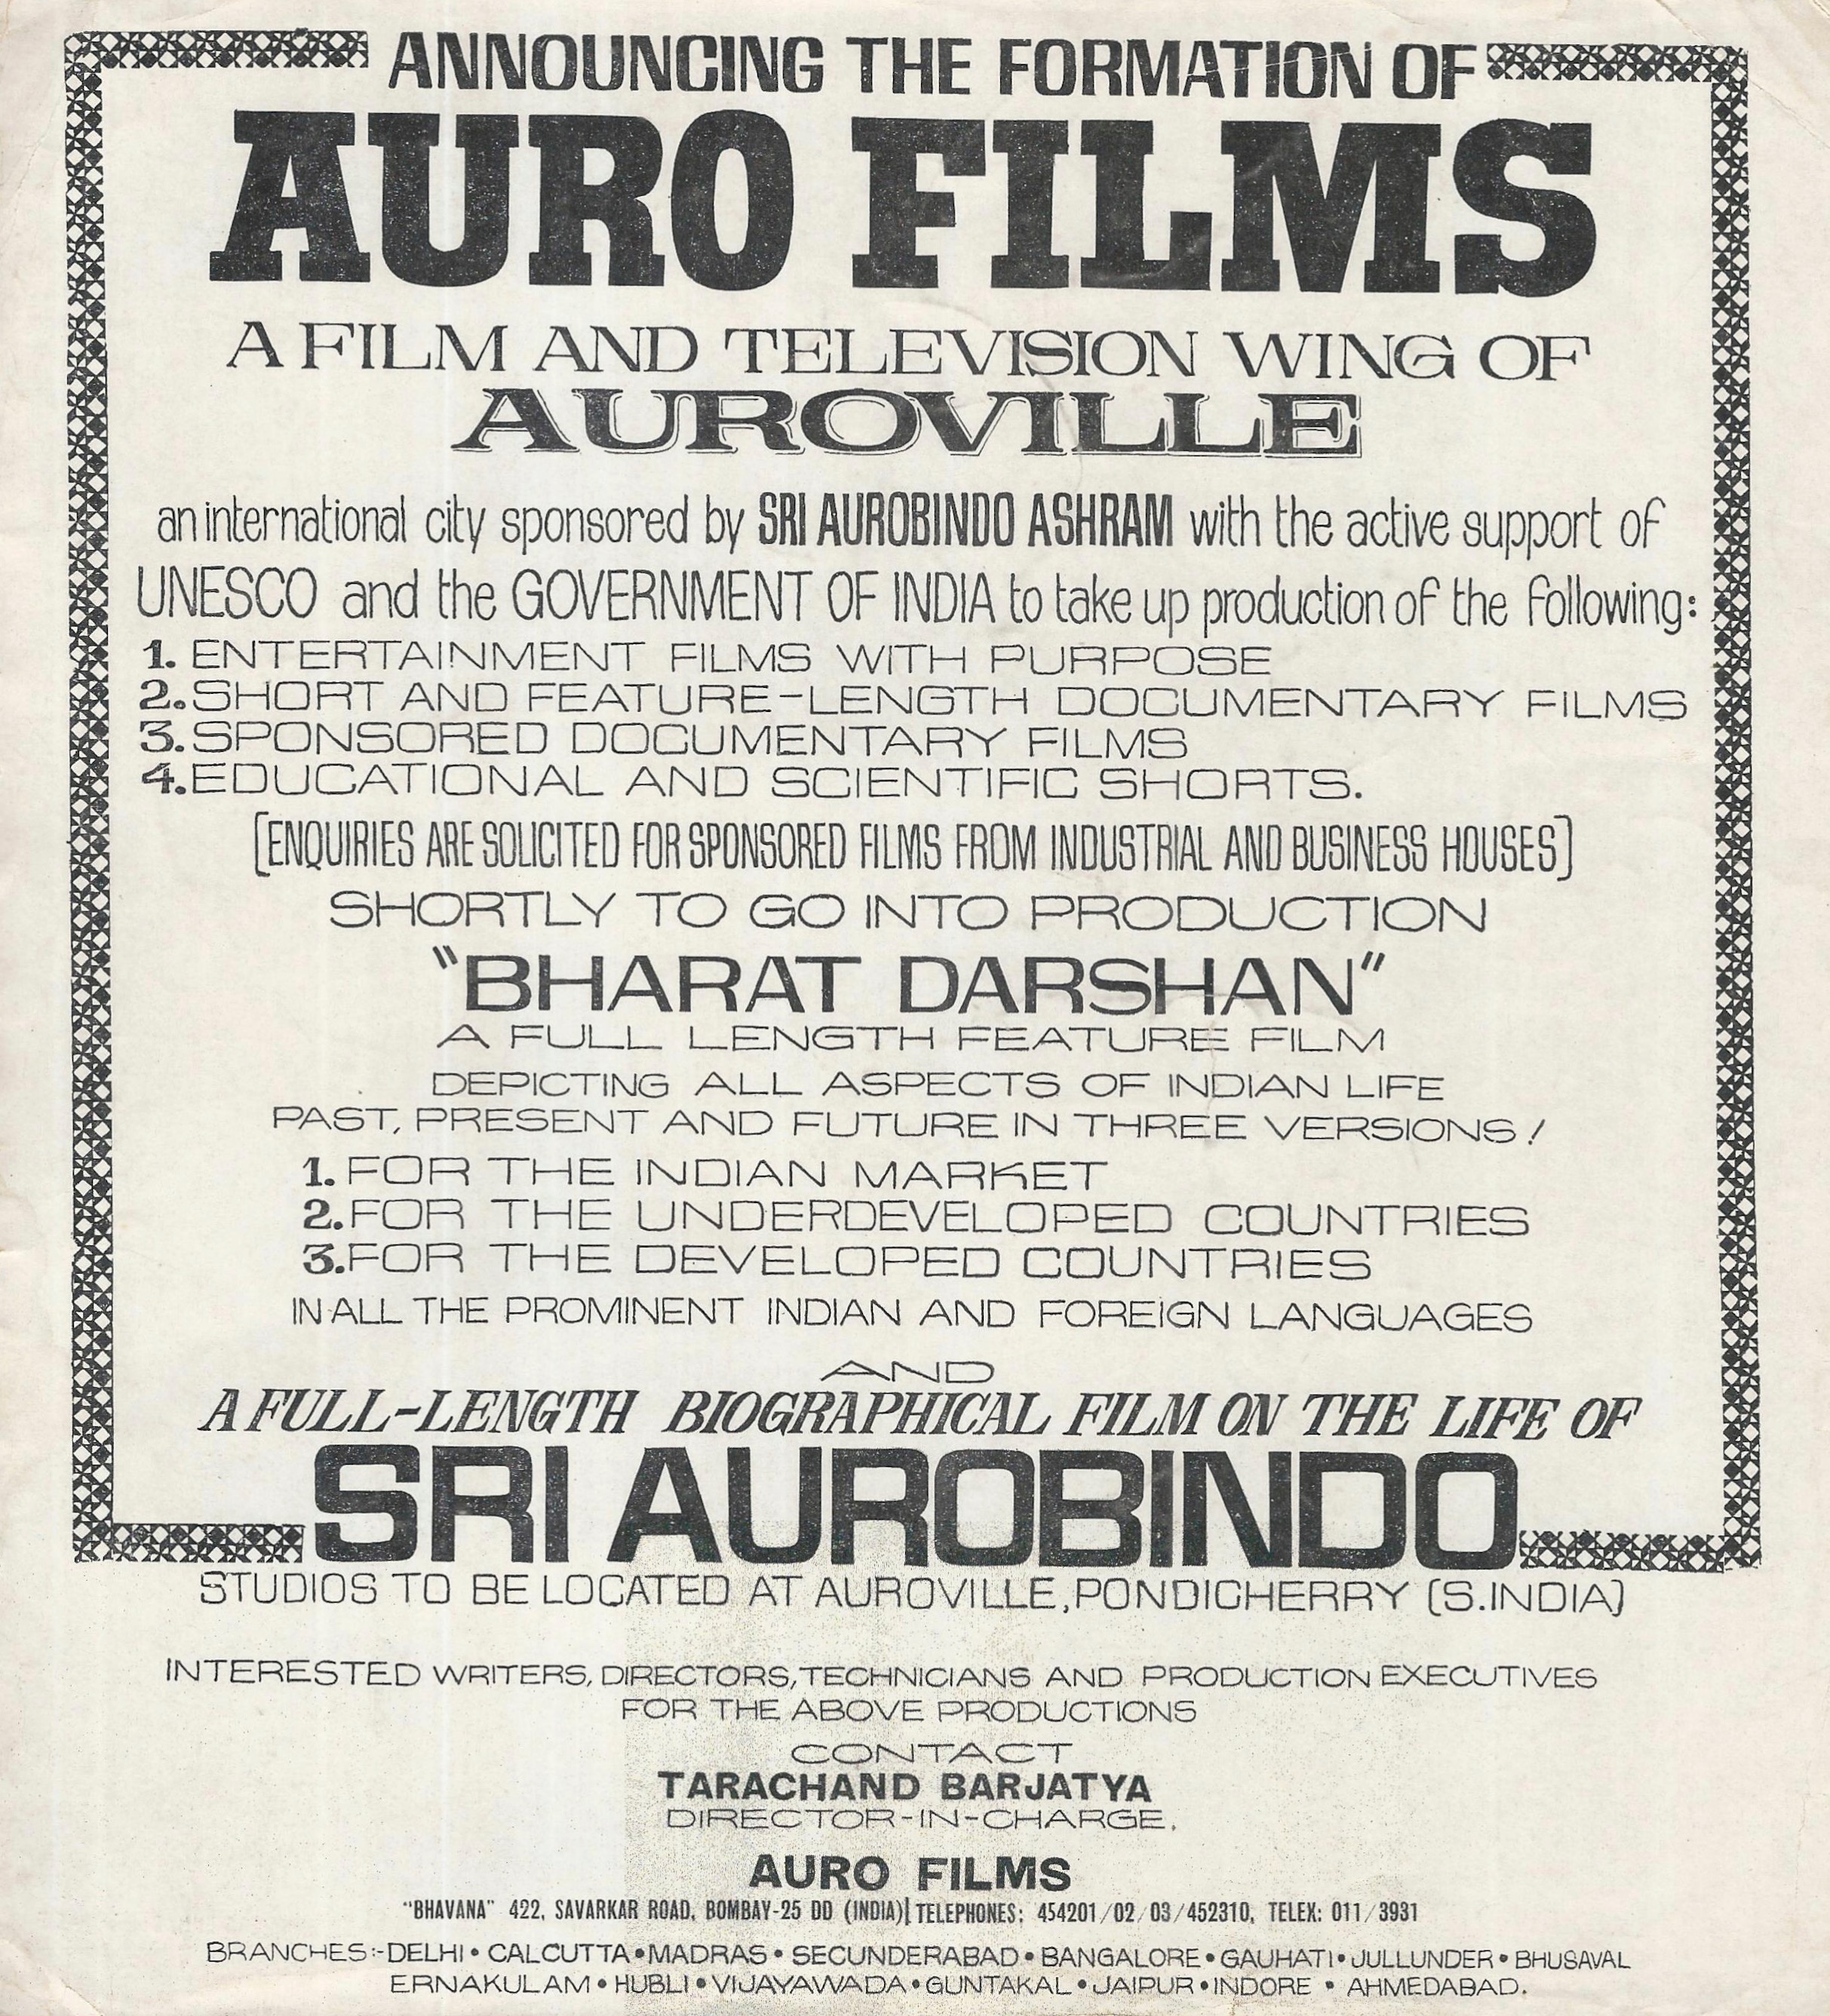 ANNOUNCING THE FORMATION OF
AURO FILMS
A FILM AND TELEVISION WING OF
AUROVILLE
an international city sponsored by SRI AUROBINDO ASHRAM with the active support of
UNESCO and the GOVERNMENT OF INDIA to take up production of the following:
1. ENTERTAINMENT FILMS WITH PURPOSE
2. SHORT AND FEATURE-LENGTH DOCUMENTARY FILMS
3. SPONSORED DOCUMENTARY FILMS
4. EDUCATIONAL AND SCIENTIFIC SHORTS.
[ENQUIRIES ARE SOLICITED FOR SPONSORED FILMS FROM INDUSTRIAL AND BUSINESS HOUSES]
SHORTLY TO GO INTO PRODUCTION
"BHARAT DARSHAN"
A FULL LENGTH FEATURE FILM
DEPICTING ALL ASPECTS OF INDIAN LIFE
PAST, PRESENT AND FUTURE IN THREE VERSIONS!
1. FOR THE INDIAN MARKET
2. FOR THE UNDERDEVELOPED COUNTRIES
3. FOR THE DEVELOPED COUNTRIES
IN ALL THE PROMINENT INDIAN AND FOREIGN LANGUAGES
AND
A FULL-LENGTH BIOGRAPHICAL FILM ON THE LIFE OF
SRI AUROBINDO
STUDIOS TO BE LOCATED AT AUROVILLE, PONDICHERRY (S.INDIA)
INTERESTED WRITERS, DIRECTORS, TECHNICIANS AND PRODUCTION EXECUTIVES
FOR THE ABOVE PRODUCTIONS
CONTACT
TARACHAND BARJATYA
DIRECTOR-IN-CHARGE.
AURO FILMS
"BHAVANA" 422, SAVARKAR ROAD, BOMBAY-25 DD (INDIA)| TELEPHONES: 454201/02/03/452310, TELEX: 011/3931
BRANCHES:-DELHI • CALCUTTA • MADRAS • SECUNDERABAD • BANGALORE • GAUHATI • JULLUNDER • BHUSAVAL
ERNAKULAM • HUBLI • VIJAYAWADA • GUNTAKAL • JAIPUR • INDORE • AHMEDABAD.